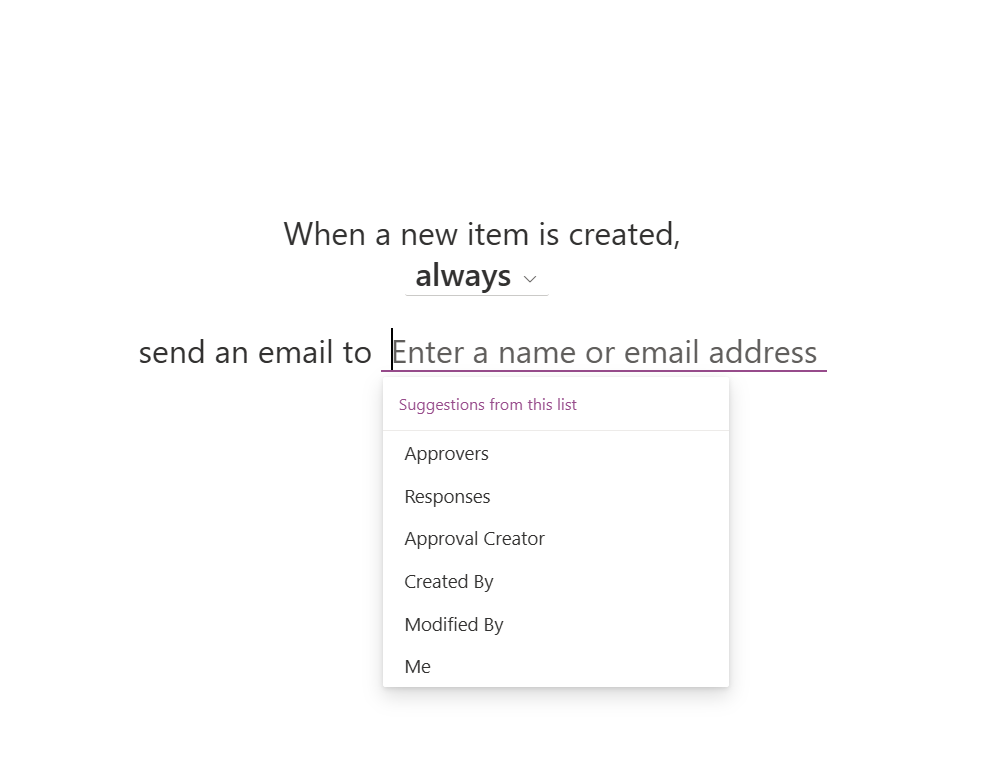 When a new item is created,
always
send an email to Enter a name or email address
Suggestions from this list
Approvers
Responses
Approval Creator
Created By
Modified By
Me